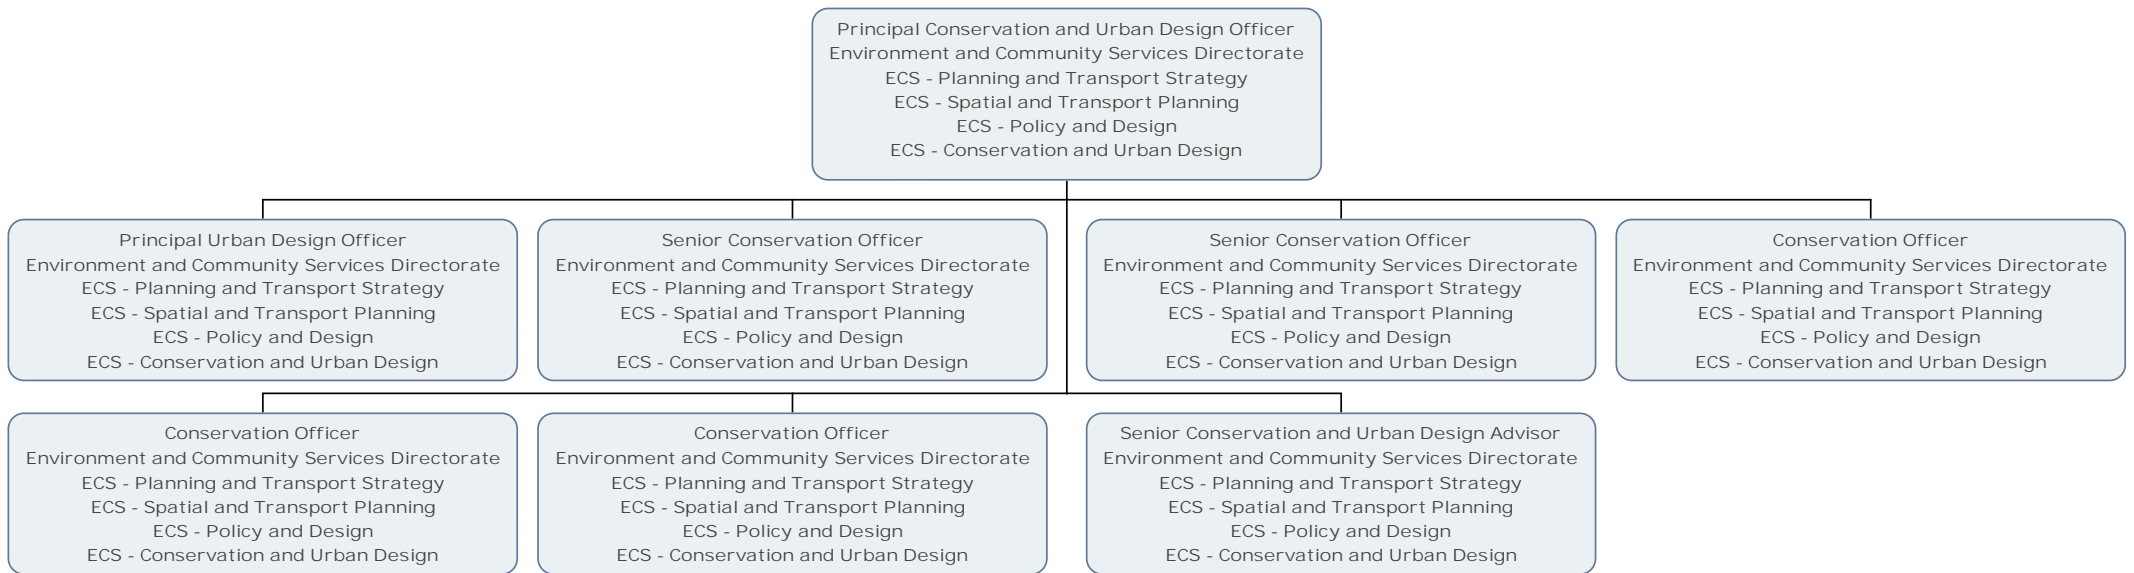 Principal Conservation and Urban Design Officer
Environment and Community Services Directorate
ECS - Planning and Transport Strategy
ECS - Spatial and Transport Planning
ECS - Policy and Design
ECS - Conservation and Urban Design
Principal Urban Design Officer
Environment and Community Services Directorate
ECS - Planning and Transport Strategy
ECS - Spatial and Transport Planning
ECS - Policy and Design
ECS - Conservation and Urban Design
Senior Conservation Officer
Environment and Community Services Directorate
ECS - Planning and Transport Strategy
ECS - Spatial and Transport Planning
ECS - Policy and Design
ECS - Conservation and Urban Design
Senior Conservation Officer
Environment and Community Services Directorate
ECS - Planning and Transport Strategy
ECS - Spatial and Transport Planning
ECS - Policy and Design
ECS - Conservation and Urban Design
Conservation Officer
Environment and Community Services Directorate
ECS - Planning and Transport Strategy
ECS - Spatial and Transport Planning
ECS - Policy and Design
ECS - Conservation and Urban Design
Conservation Officer
Environment and Community Services Directorate
ECS - Planning and Transport Strategy
ECS - Spatial and Transport Planning
ECS - Policy and Design
ECS - Conservation and Urban Design
Conservation Officer
Environment and Community Services Directorate
ECS - Planning and Transport Strategy
ECS - Spatial and Transport Planning
ECS - Policy and Design
ECS - Conservation and Urban Design
Senior Conservation and Urban Design Advisor
Environment and Community Services Directorate
ECS - Planning and Transport Strategy
ECS - Spatial and Transport Planning
ECS - Policy and Design
ECS - Conservation and Urban Design